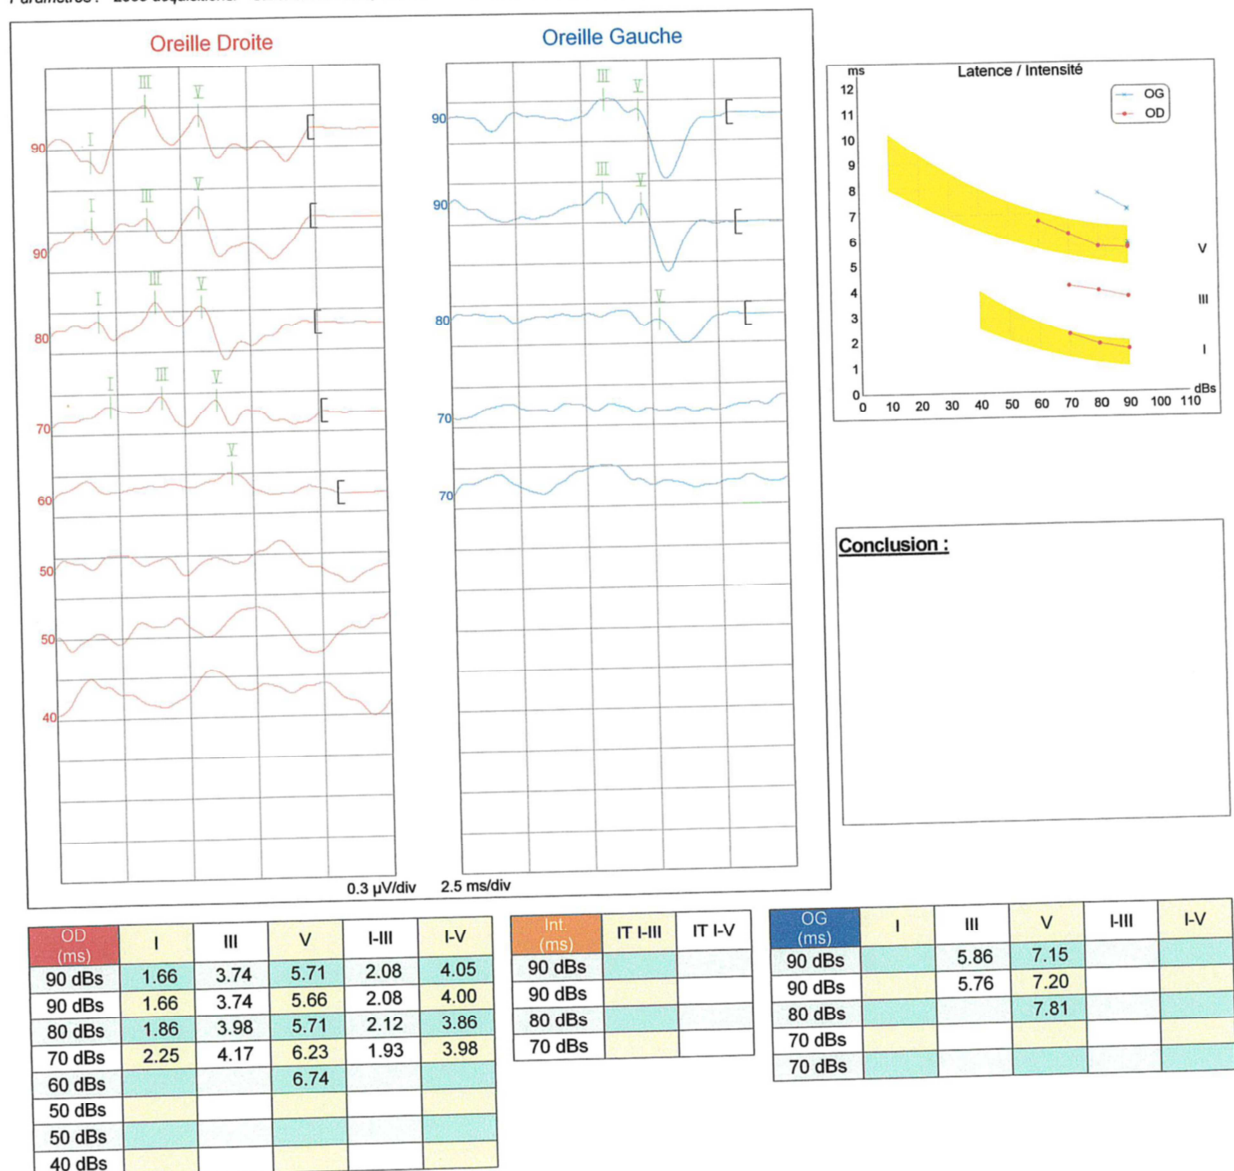 Oreille Droite
Oreille Gauche
I III V
90
I III V
90
I III V
80
I III V
70
V
60
50
50
40
III V
90
III V
90
V
80
70
70
0.3 µV/div 2.5 ms/div
Latence / Intensité
ms
12
11
10
9
8
7
6
5
4
3
2
1
0
OG
OD
V
III
I
dBs
0 10 20 30 40 50 60 70 80 90 100 110
Conclusion :
OD (ms) I III V I-III I-V
90 dBs 1.66 3.74 5.71 2.08 4.05
90 dBs 1.66 3.74 5.66 2.08 4.00
80 dBs 1.86 3.98 5.71 2.12 3.86
70 dBs 2.25 4.17 6.23 1.93 3.98
60 dBs 6.74
50 dBs
50 dBs
40 dBs
Int. (ms) IT I-III IT I-V
90 dBs
90 dBs
80 dBs
70 dBs
OG (ms) I III V I-III I-V
90 dBs 5.86 7.15
90 dBs 5.76 7.20
80 dBs 7.81
70 dBs
70 dBs